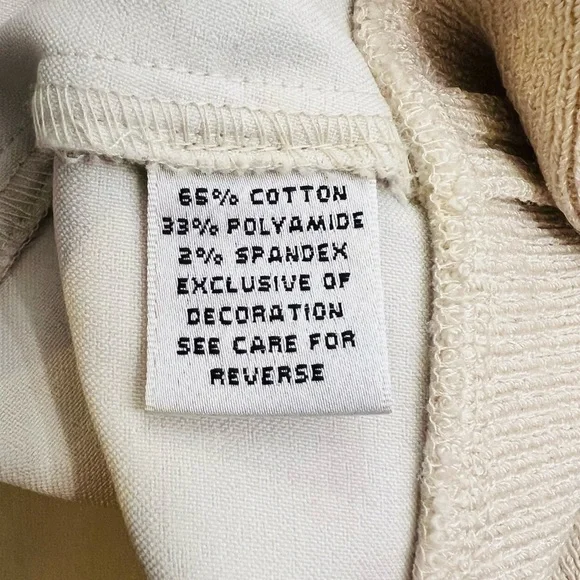 65% COTTON
33% POLYAMIDE
2% SPANDEX
EXCLUSIVE OF
DECORATION
SEE CARE FOR
REVERSE